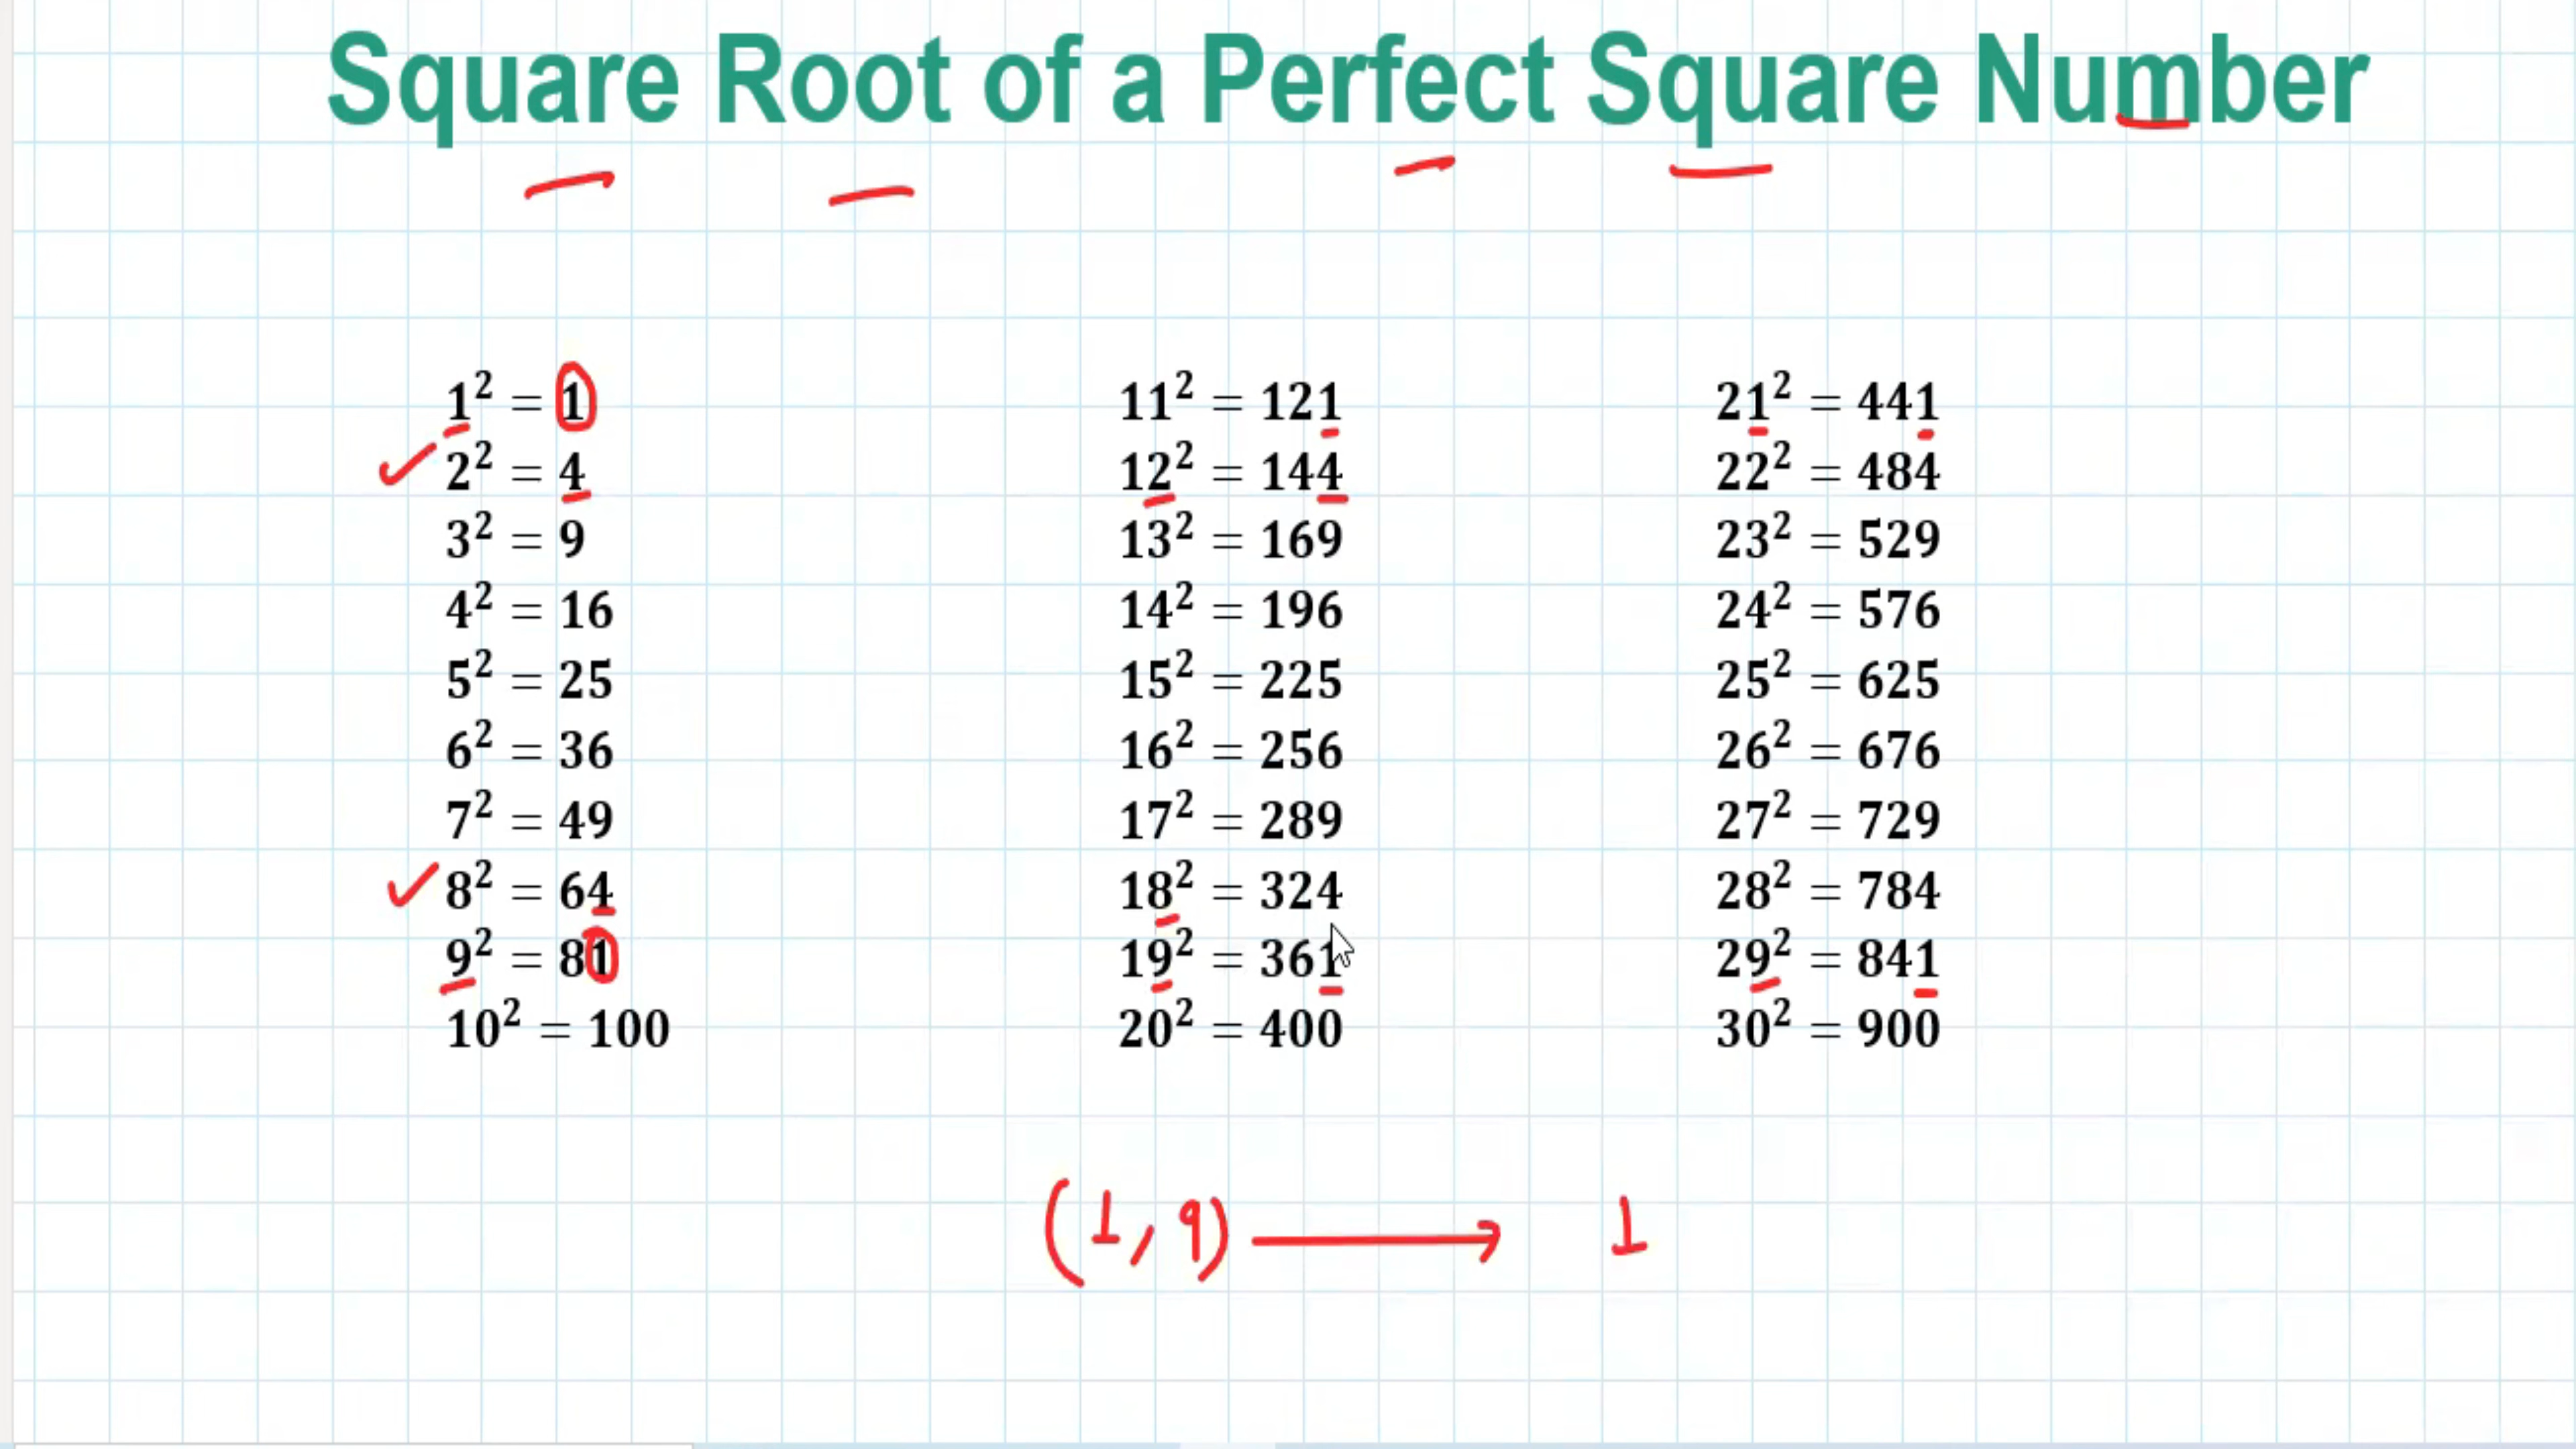 Square Root of a Perfect Square Number
1² = 1
2² = 4
3² = 9
4² = 16
5² = 25
6² = 36
7² = 49
8² = 64
9² = 81
10² = 100
11² = 121
12² = 144
13² = 169
14² = 196
15² = 225
16² = 256
17² = 289
18² = 324
19² = 361
20² = 400
21² = 441
22² = 484
23² = 529
24² = 576
25² = 625
26² = 676
27² = 729
28² = 784
29² = 841
30² = 900
(1, 9) ⟶ 1